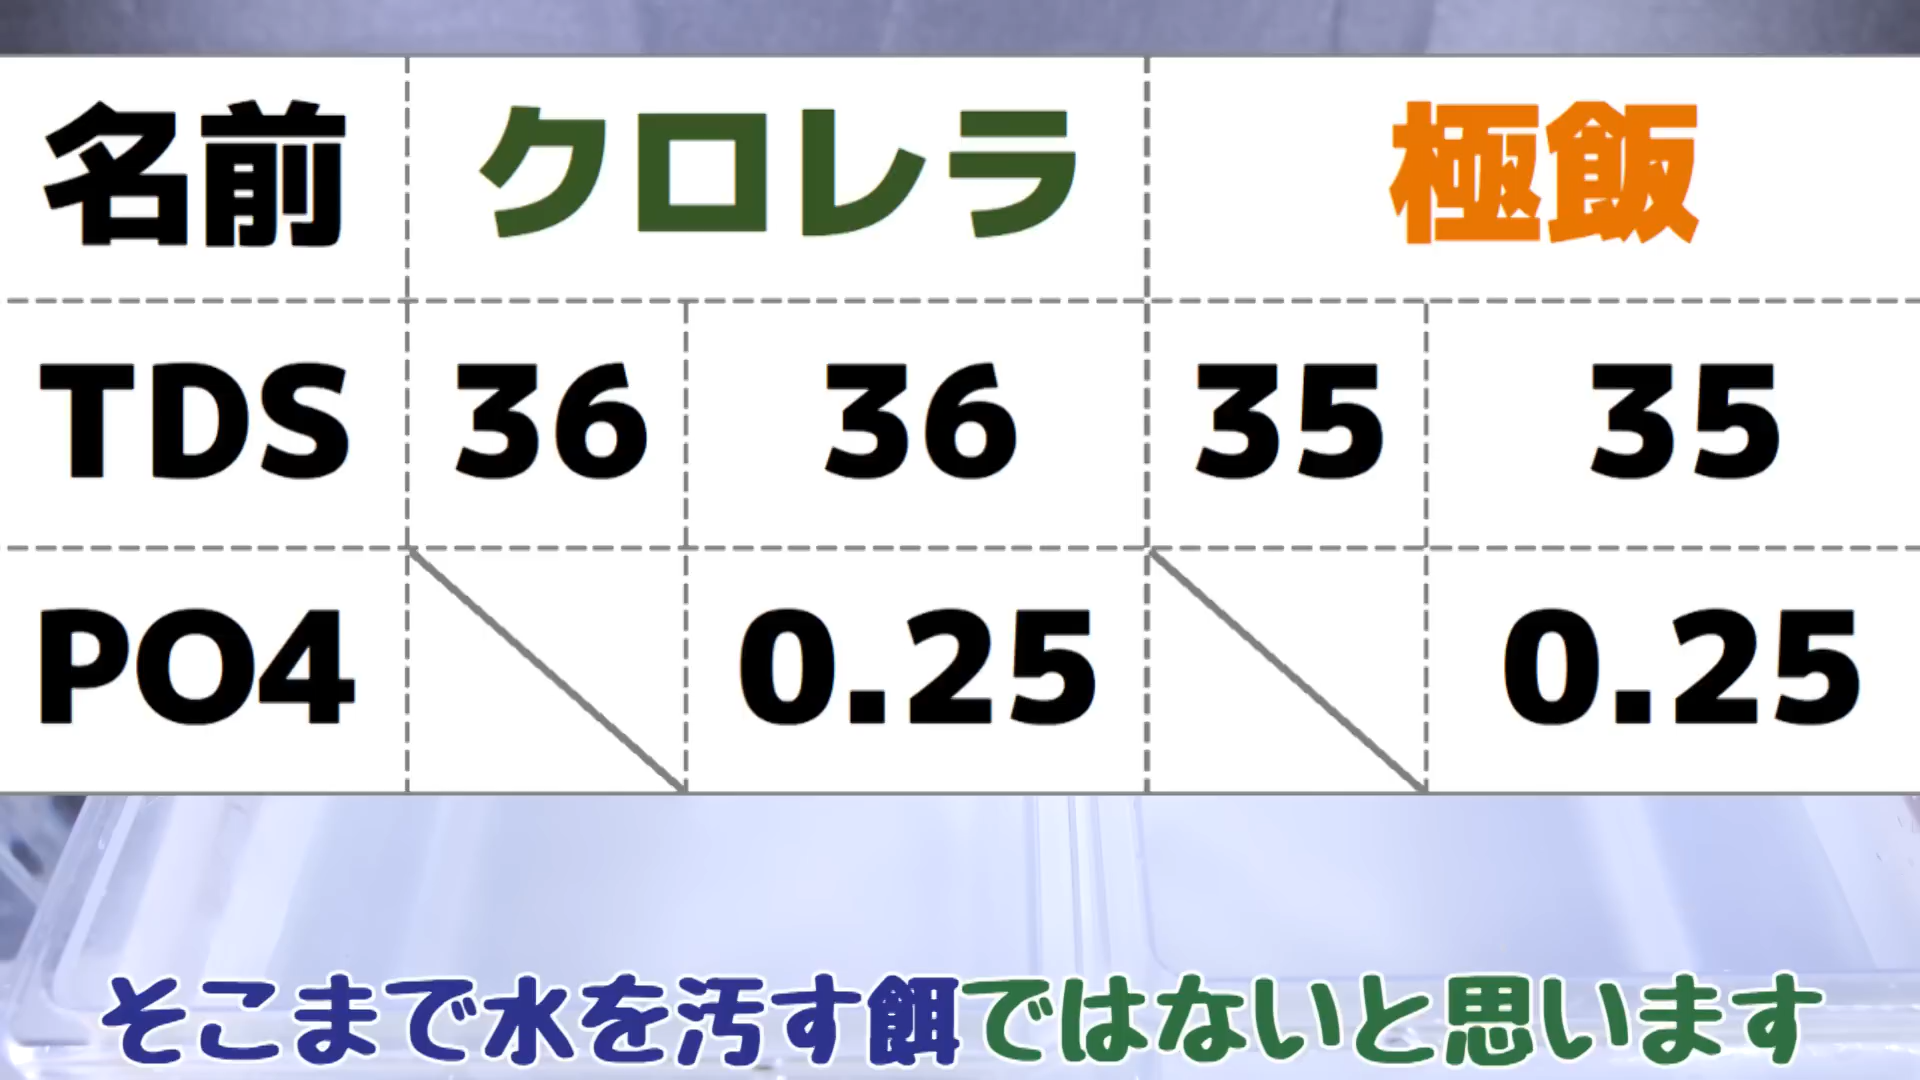 名前 クロレラ 極飯
TDS 36 36 35 35
PO4 0.25 0.25
そこまで水を汚す餌ではないと思います